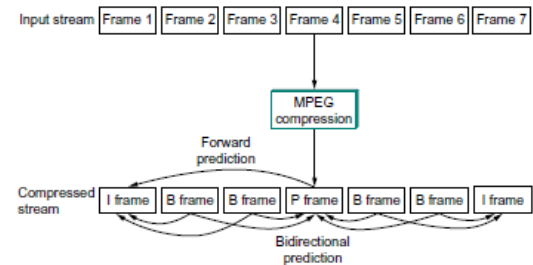 Input stream Frame 1 Frame 2 Frame 3 Frame 4 Frame 5 Frame 6 Frame 7
MPEG
compression
Forward
prediction
Compressed
stream
I frame B frame B frame P frame B frame B frame I frame
Bidirectional
prediction